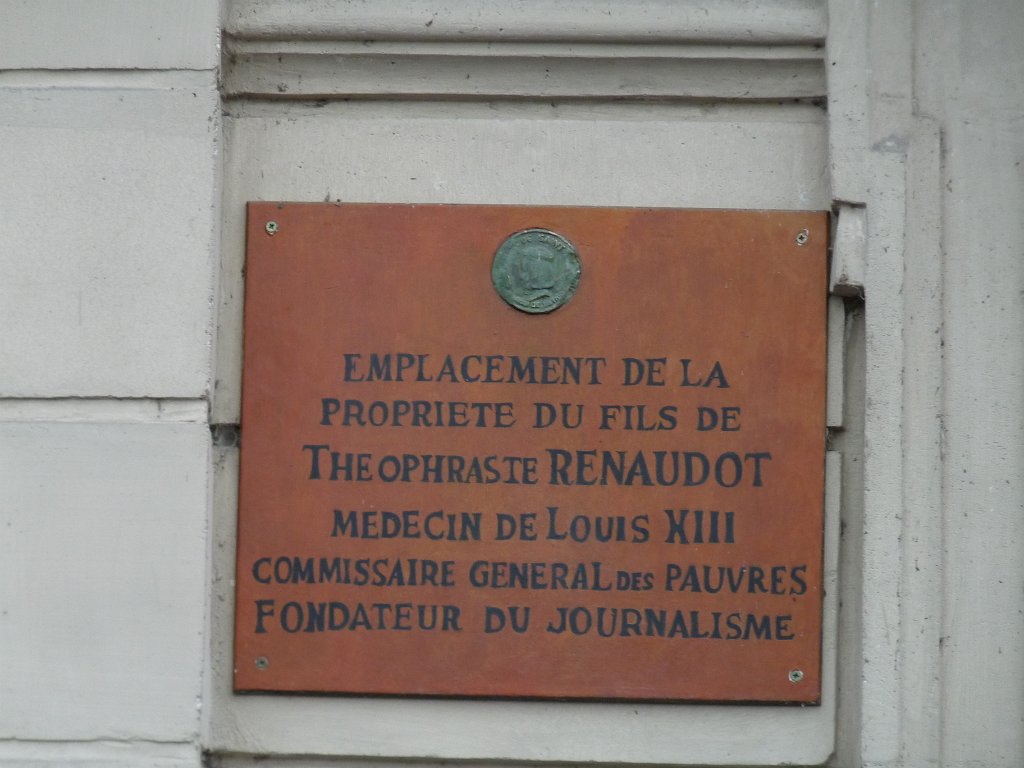 EMPLACEMENT DE LA
PROPRIETE DU FILS DE
THEOPHRASTE RENAUDOT
MEDECIN DE LOUIS XIII
COMMISSAIRE GENERAL DES PAUVRES
FONDATEUR DU JOURNALISME